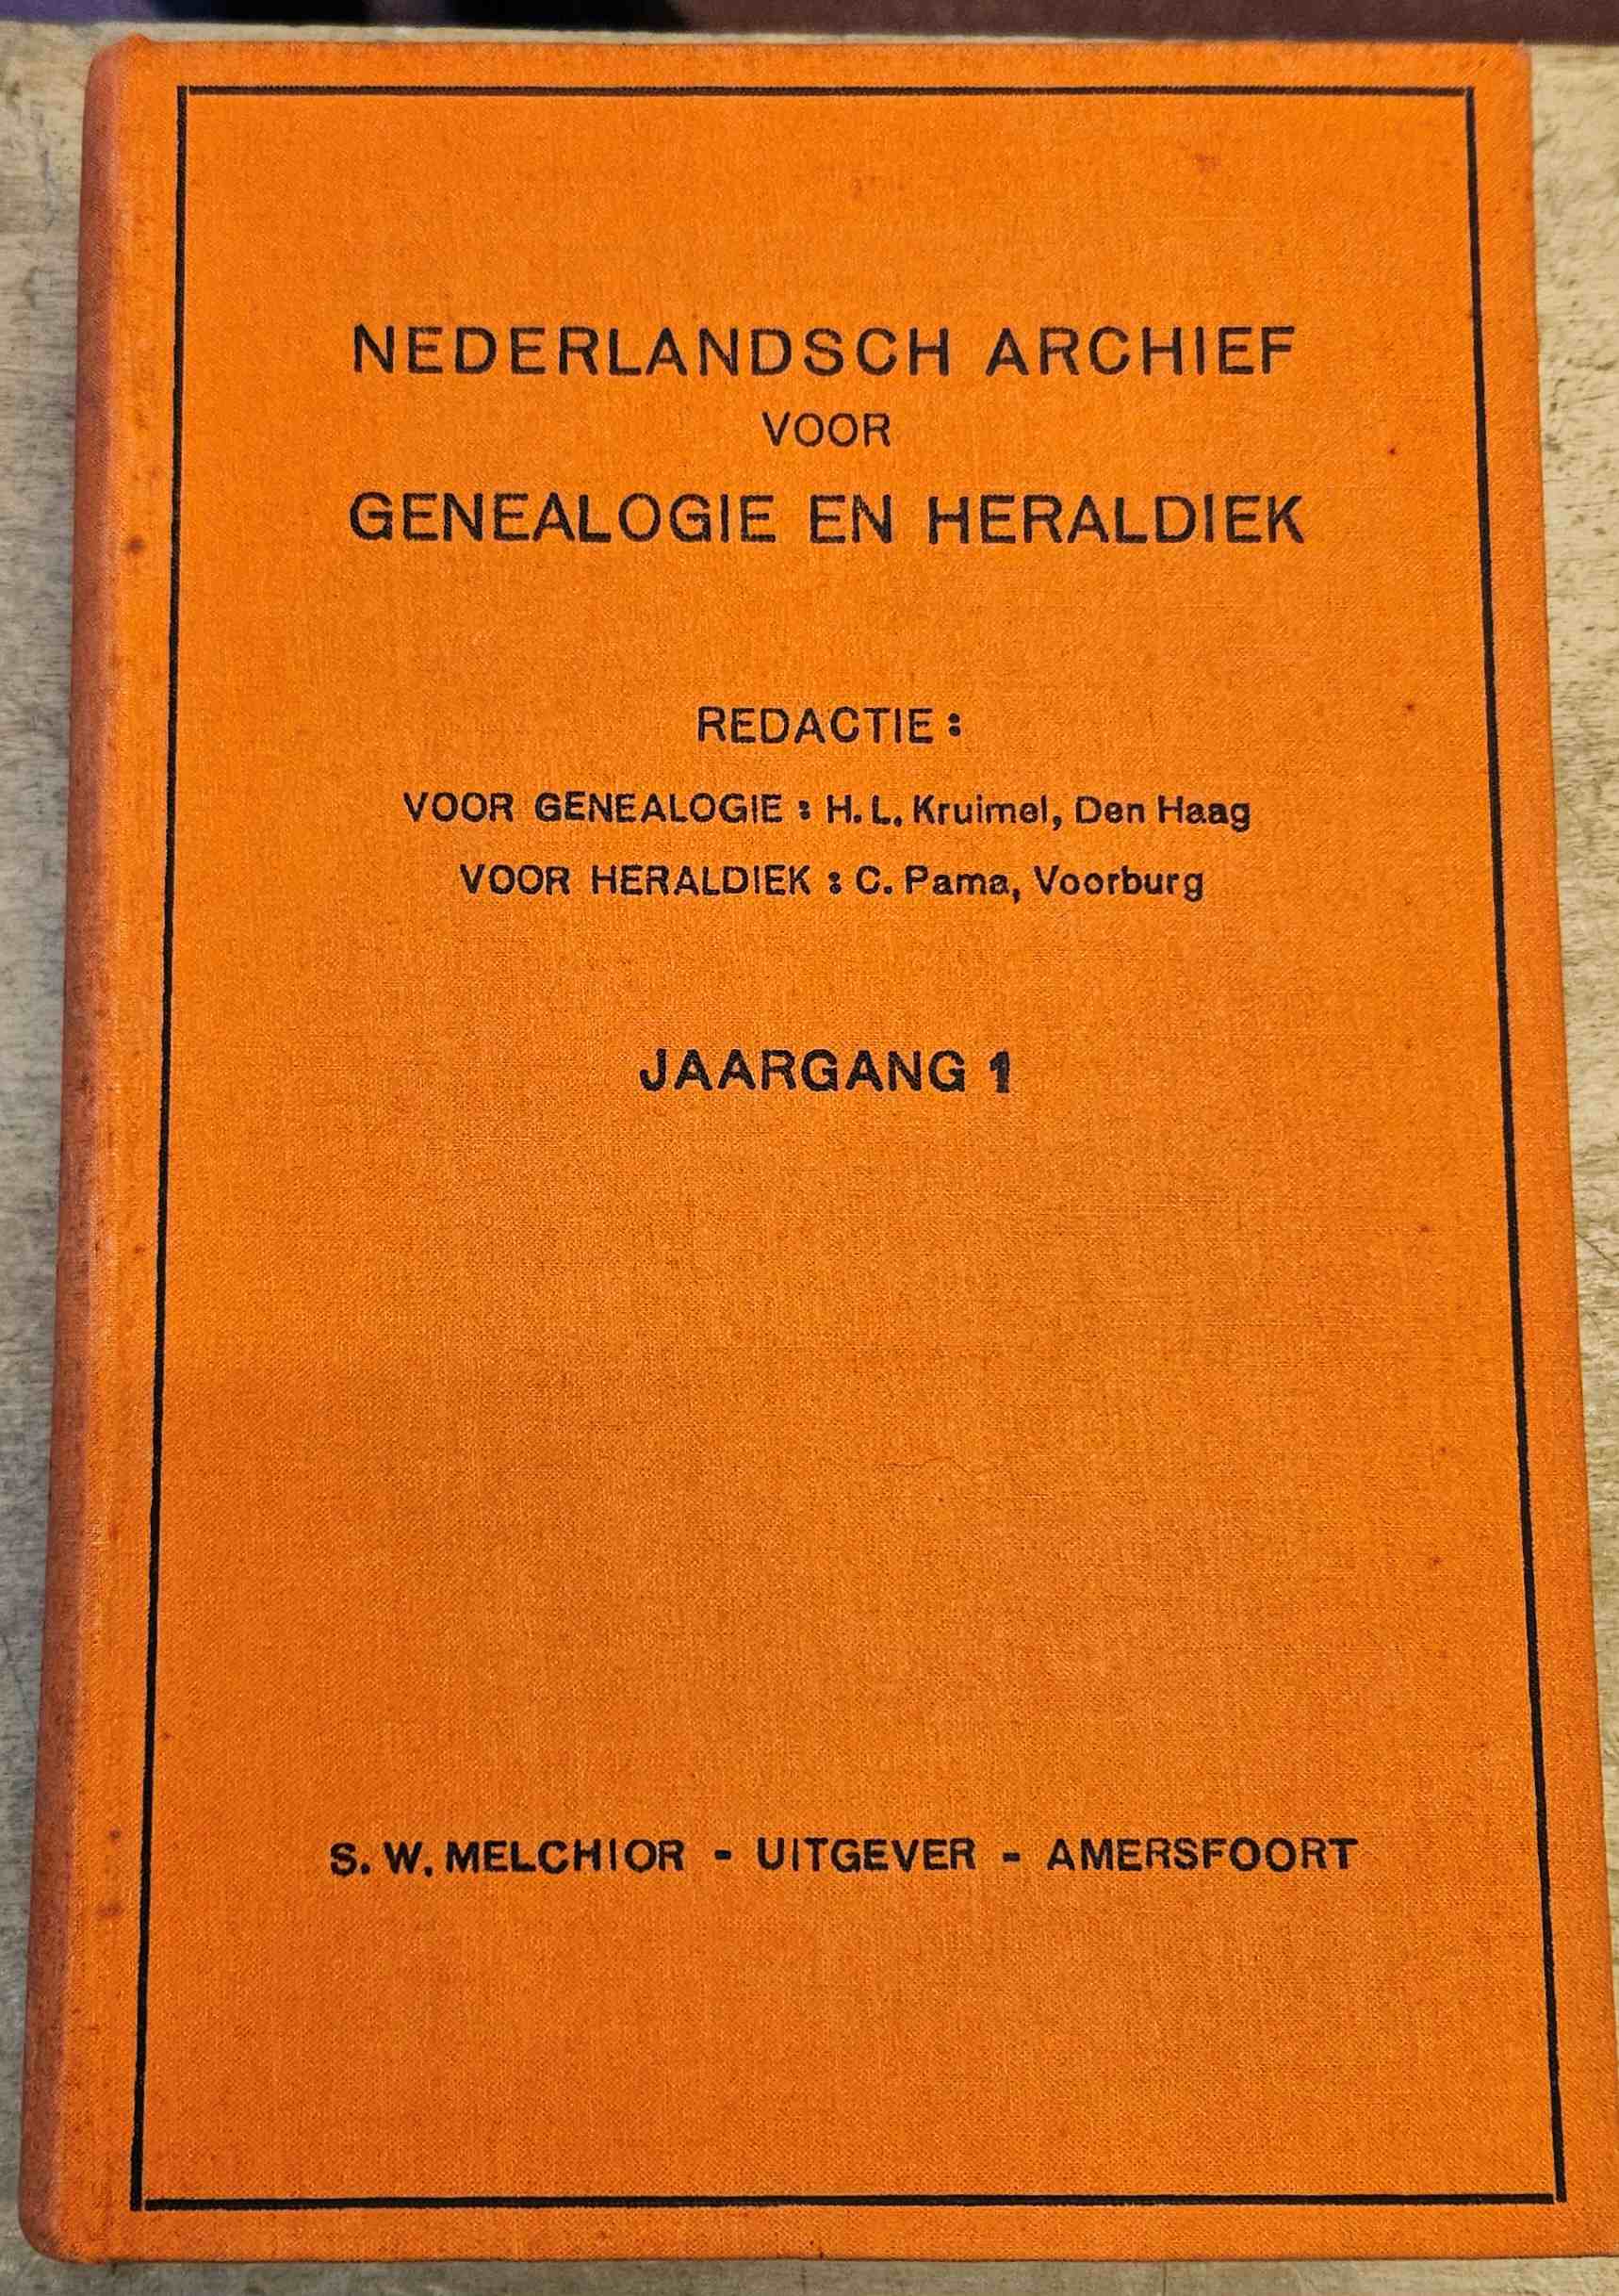 NEDERLANDSCH ARCHIEF
VOOR
GENEALOGIE EN HERALDIEK
REDACTIE :
VOOR GENEALOGIE : H. L. Kruimel, Den Haag
VOOR HERALDIEK : C. Pama, Voorburg
JAARGANG 1
S. W. MELCHIOR - UITGEVER - AMERSFOORT